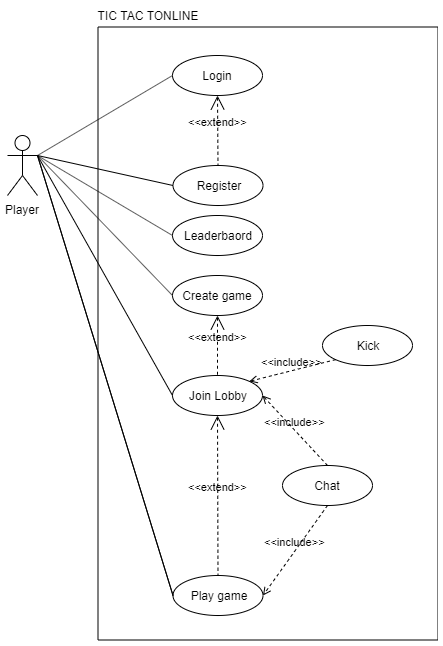 TIC TAC TONLINE
Login
<<extend>>
Register
Player
Leaderbaord
Create game
<<extend>>
Kick
<<include>>
Join Lobby
<<include>>
Chat
<<extend>>
<<include>>
Play game